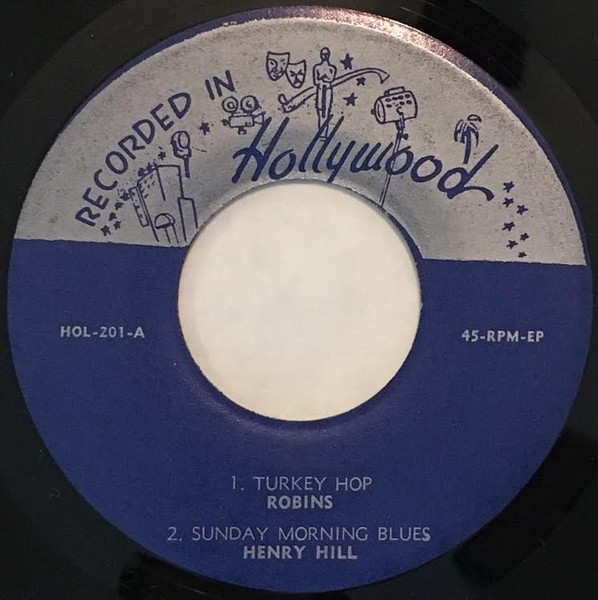 RECORDED IN
Hollywood
HOL-201-A
45-RPM-EP
1. TURKEY HOP
ROBINS
2. SUNDAY MORNING BLUES
HENRY HILL